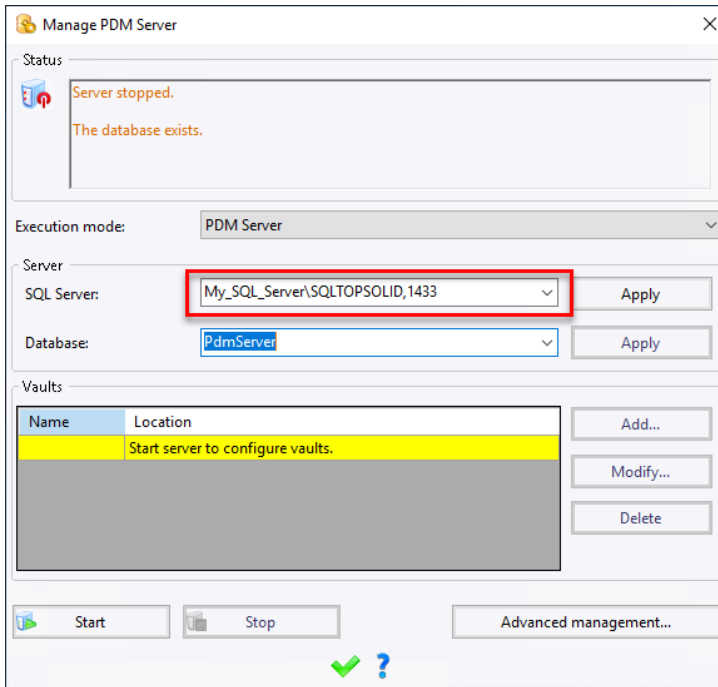 Manage PDM Server
Status
Server stopped.
The database exists.
Execution mode: PDM Server
Server
SQL Server: My_SQL_Server\SQLTOPSOLID,1433 Apply
Database: PdmServer Apply
Vaults
Name Location
Start server to configure vaults.
Add...
Modify...
Delete
Start Stop Advanced management...
?